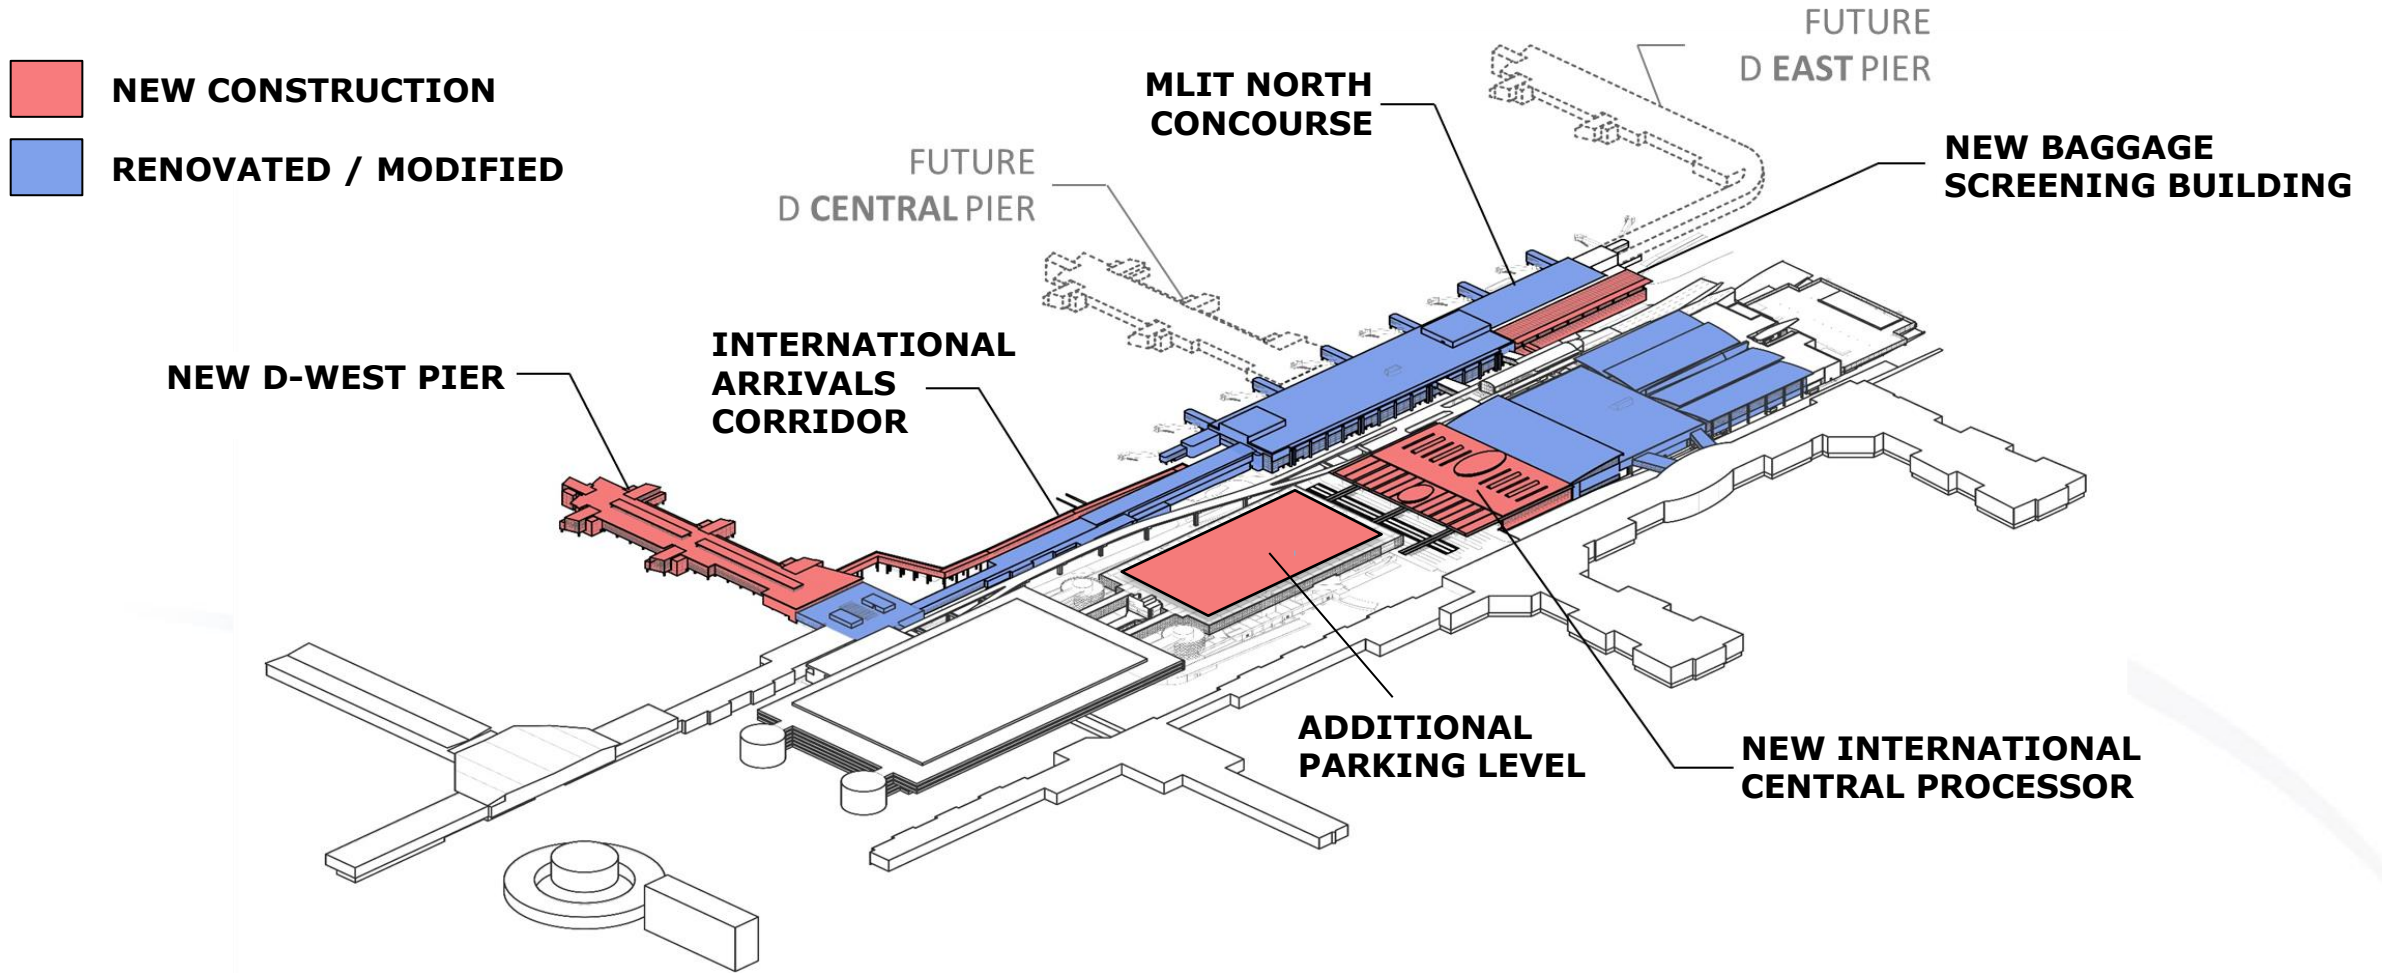 NEW CONSTRUCTION
RENOVATED / MODIFIED
FUTURE
D EAST PIER
MLIT NORTH
CONCOURSE
NEW BAGGAGE
SCREENING BUILDING
FUTURE
D CENTRAL PIER
INTERNATIONAL
ARRIVALS
CORRIDOR
NEW D-WEST PIER
ADDITIONAL
PARKING LEVEL
NEW INTERNATIONAL
CENTRAL PROCESSOR